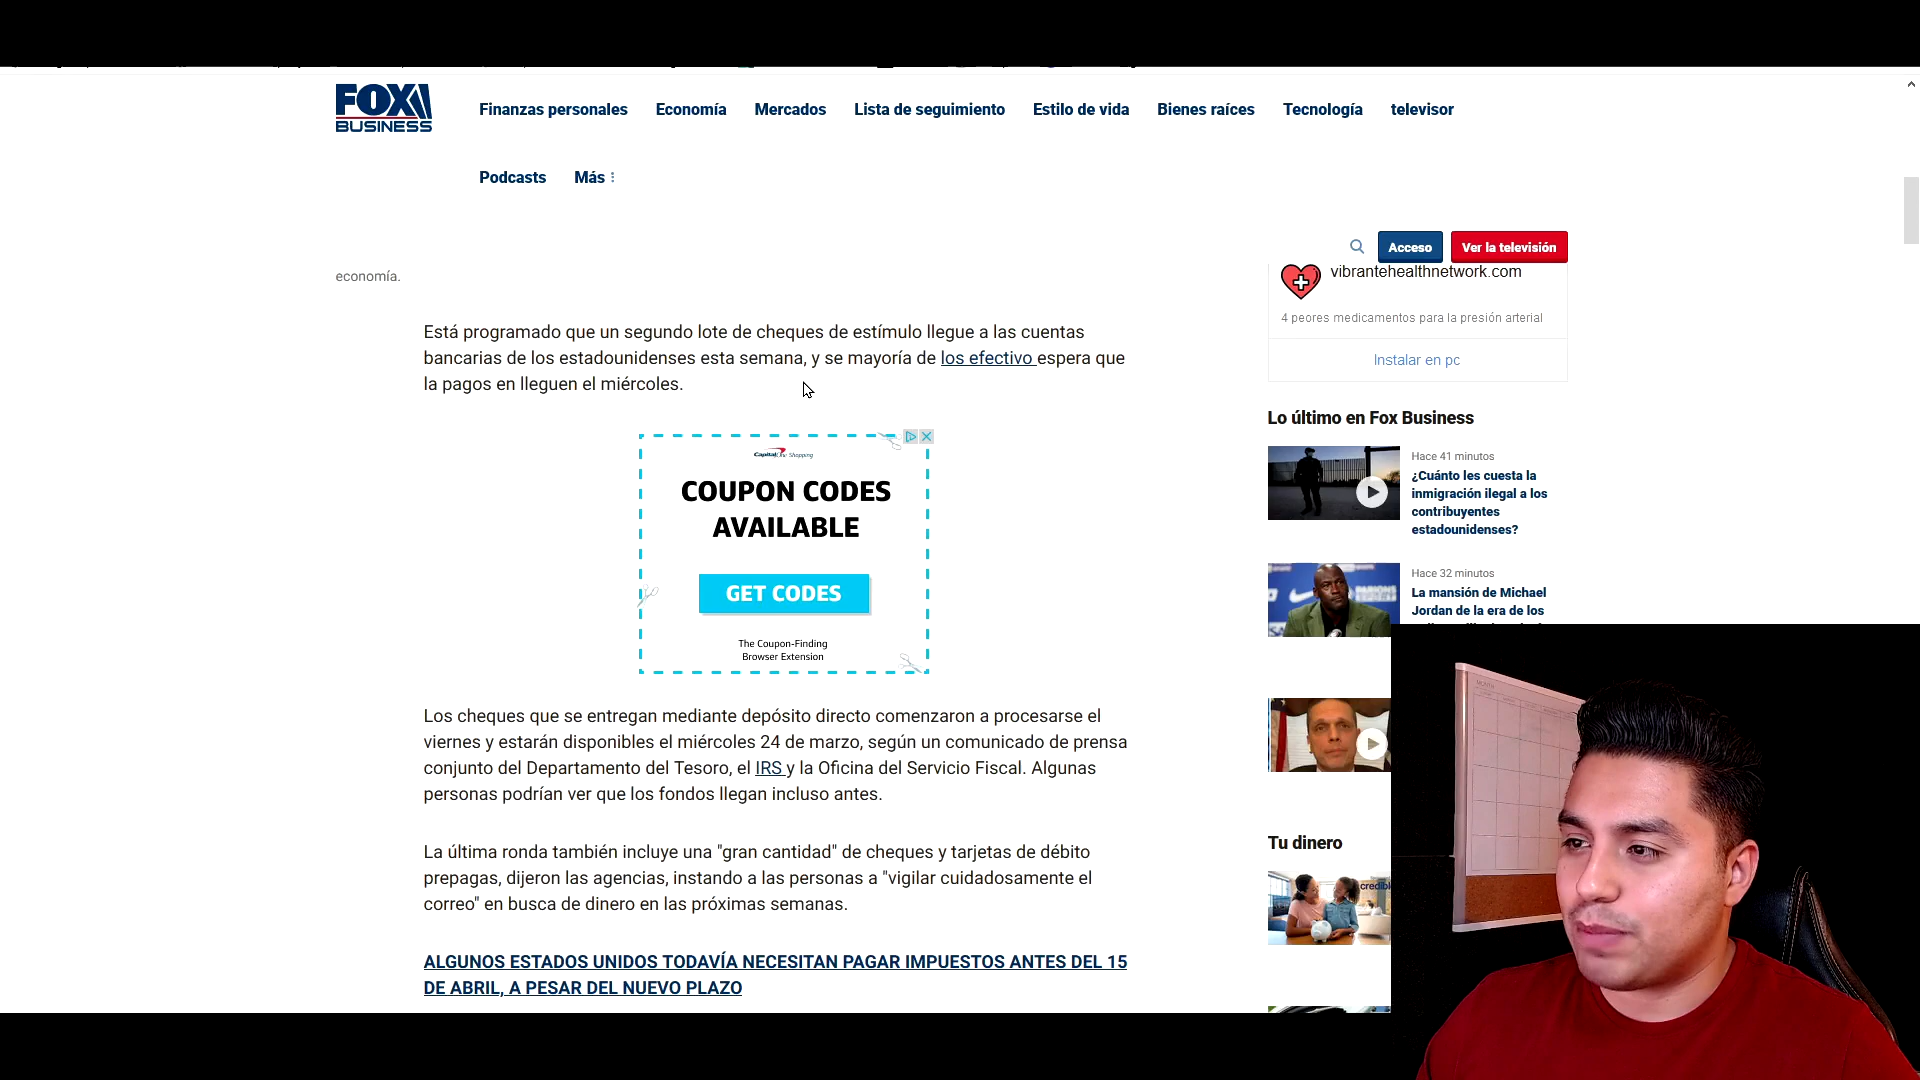 FOX
BUSINESS
Finanzas personales
Economía
Mercados
Lista de seguimiento
Estilo de vida
Bienes raíces
Tecnología
televisor
Podcasts
Más
Acceso
Ver la televisión
economía.
Está programado que un segundo lote de cheques de estímulo llegue a las cuentas
bancarias de los estadounidenses esta semana, y se mayoría de los efectivo espera que
la pagos en lleguen el miércoles.
Capital One Shopping
COUPON CODES
AVAILABLE
GET CODES
The Coupon-Finding
Browser Extension
Los cheques que se entregan mediante depósito directo comenzaron a procesarse el
viernes y estarán disponibles el miércoles 24 de marzo, según un comunicado de prensa
conjunto del Departamento del Tesoro, el IRS y la Oficina del Servicio Fiscal. Algunas
personas podrían ver que los fondos llegan incluso antes.
La última ronda también incluye una "gran cantidad" de cheques y tarjetas de débito
prepagas, dijeron las agencias, instando a las personas a "vigilar cuidadosamente el
correo" en busca de dinero en las próximas semanas.
ALGUNOS ESTADOS UNIDOS TODAVÍA NECESITAN PAGAR IMPUESTOS ANTES DEL 15
DE ABRIL, A PESAR DEL NUEVO PLAZO
vibrantehealthnetwork.com
4 peores medicamentos para la presión arterial
Instalar en pc
Lo último en Fox Business
Hace 41 minutos
¿Cuánto les cuesta la
inmigración ilegal a los
contribuyentes
estadounidenses?
Hace 32 minutos
La mansión de Michael
Jordan de la era de los
Tu dinero